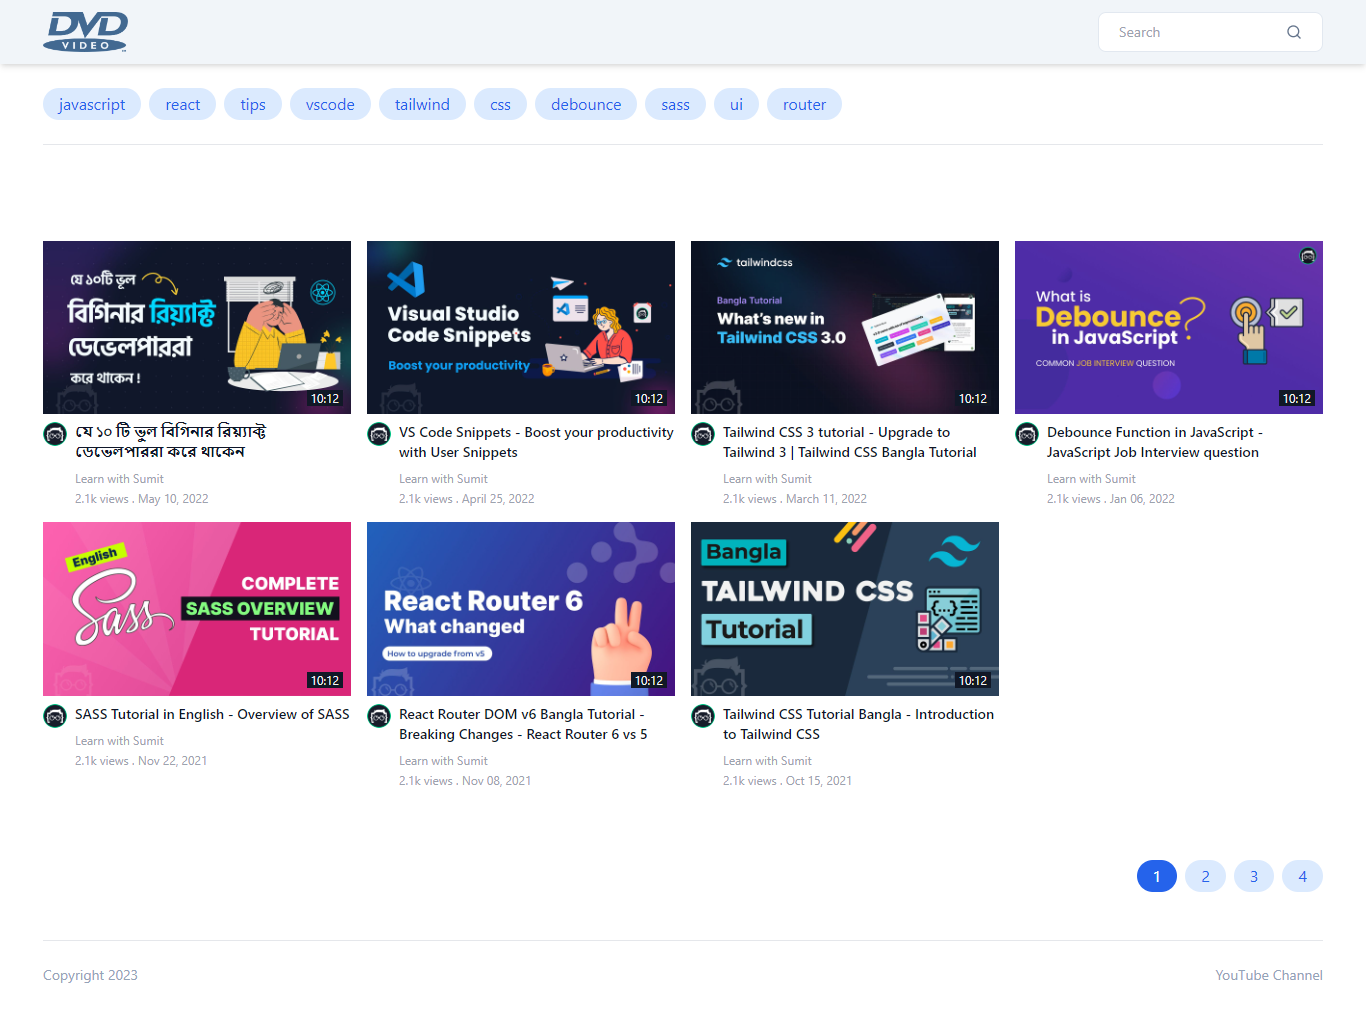 DVD
VIDEO
Search
javascript
react
tips
vscode
tailwind
css
debounce
sass
ui
router
যে ১০টি ভূল
বিগিনার রিয়্যাক্ট
ডেভেলপাররা
করে থাকেন !
10:12
যে ১০ টি ভুল বিগিনার রিয়্যাক্ট
ডেভেলপাররা করে থাকেন
Learn with Sumit
2.1k views . May 10, 2022
Visual Studio
Code Snippets
Boost your productivity
10:12
VS Code Snippets - Boost your productivity
with User Snippets
Learn with Sumit
2.1k views . April 25, 2022
tailwindcss
Bangla Tutorial
What's new in
Tailwind CSS 3.0
10:12
Tailwind CSS 3 tutorial - Upgrade to
Tailwind 3 | Tailwind CSS Bangla Tutorial
Learn with Sumit
2.1k views . March 11, 2022
What is
Debounce?
in JavaScript
COMMON JOB INTERVIEW QUESTION
10:12
Debounce Function in JavaScript -
JavaScript Job Interview question
Learn with Sumit
2.1k views . Jan 06, 2022
English
Sass
COMPLETE
SASS OVERVIEW
TUTORIAL
10:12
SASS Tutorial in English - Overview of SASS
Learn with Sumit
2.1k views . Nov 22, 2021
React Router 6
What changed
How to upgrade from v5
10:12
React Router DOM v6 Bangla Tutorial -
Breaking Changes - React Router 6 vs 5
Learn with Sumit
2.1k views . Nov 08, 2021
Bangla
TAILWIND CSS
Tutorial
10:12
Tailwind CSS Tutorial Bangla - Introduction
to Tailwind CSS
Learn with Sumit
2.1k views . Oct 15, 2021
1
2
3
4
Copyright 2023
YouTube Channel